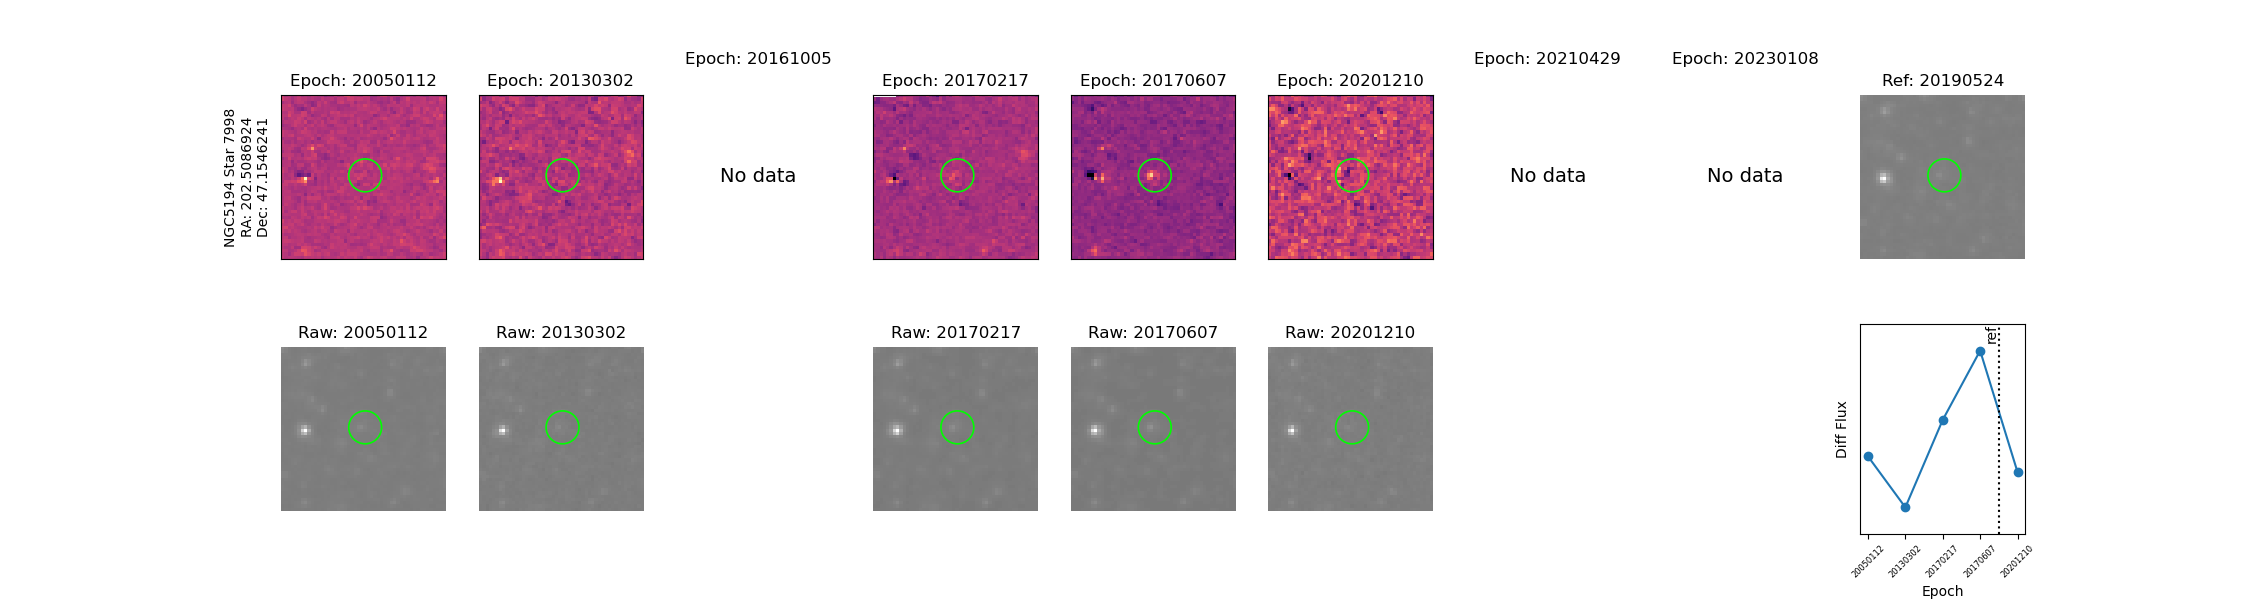 Epoch: 20050112
Epoch: 20130302
Epoch: 20161005
Epoch: 20170217
Epoch: 20170607
Epoch: 20201210
Epoch: 20210429
Epoch: 20230108
Ref: 20190524
NGC5194 Star 7998
RA: 202.5086924
Dec: 47.1546241
No data
No data
No data
Raw: 20050112
Raw: 20130302
Raw: 20170217
Raw: 20170607
Raw: 20201210
ref
Diff Flux
20050112
20130302
20170217
20170607
20201210
Epoch